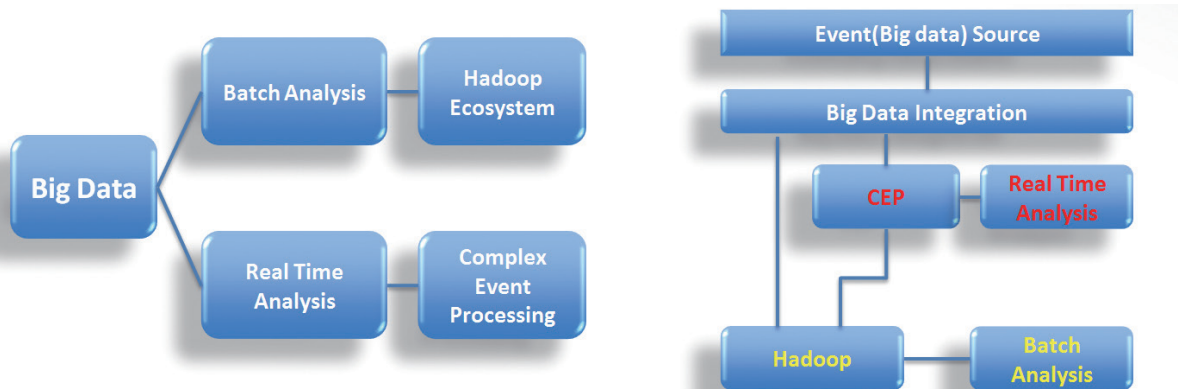 Big Data
Batch Analysis
Hadoop
Ecosystem
Real Time
Analysis
Complex
Event
Processing
Event(Big data) Source
Big Data Integration
CEP
Real Time
Analysis
Hadoop
Batch
Analysis